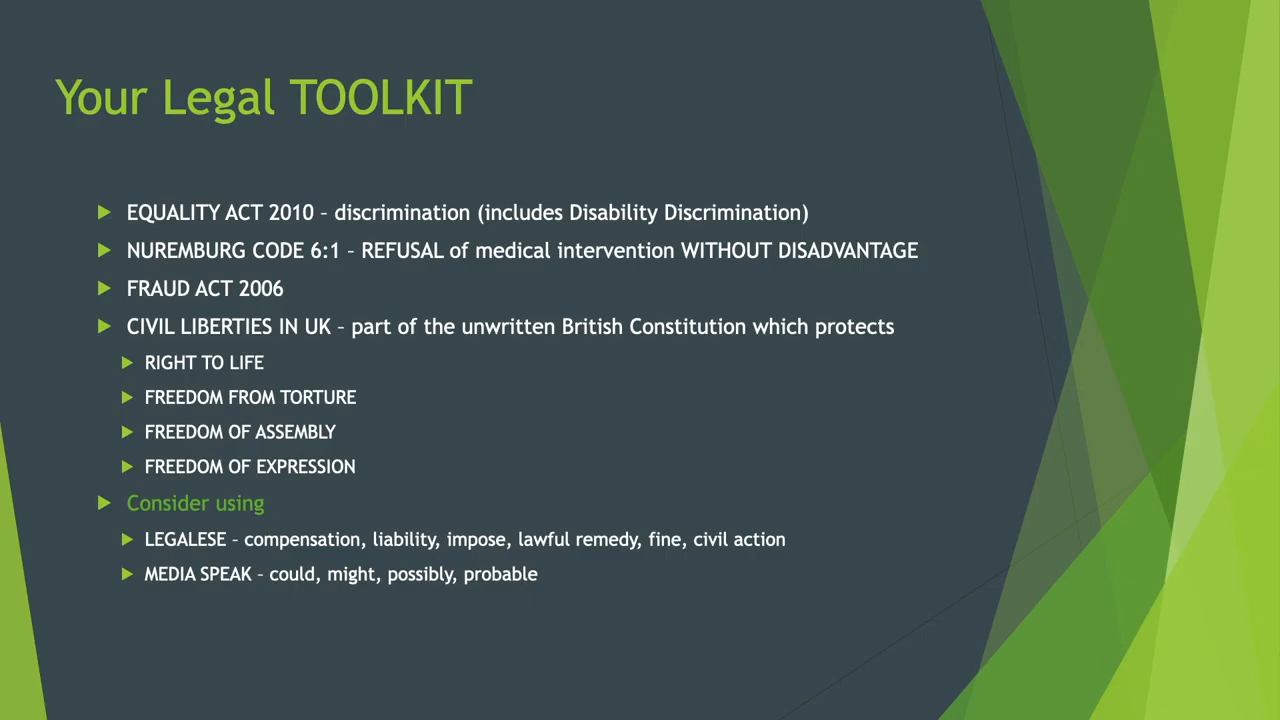 Your Legal TOOLKIT
EQUALITY ACT 2010 – discrimination (includes Disability Discrimination)
NUREMBURG CODE 6:1 – REFUSAL of medical intervention WITHOUT DISADVANTAGE
FRAUD ACT 2006
CIVIL LIBERTIES IN UK – part of the unwritten British Constitution which protects
RIGHT TO LIFE
FREEDOM FROM TORTURE
FREEDOM OF ASSEMBLY
FREEDOM OF EXPRESSION
Consider using
LEGALESE – compensation, liability, impose, lawful remedy, fine, civil action
MEDIA SPEAK – could, might, possibly, probable